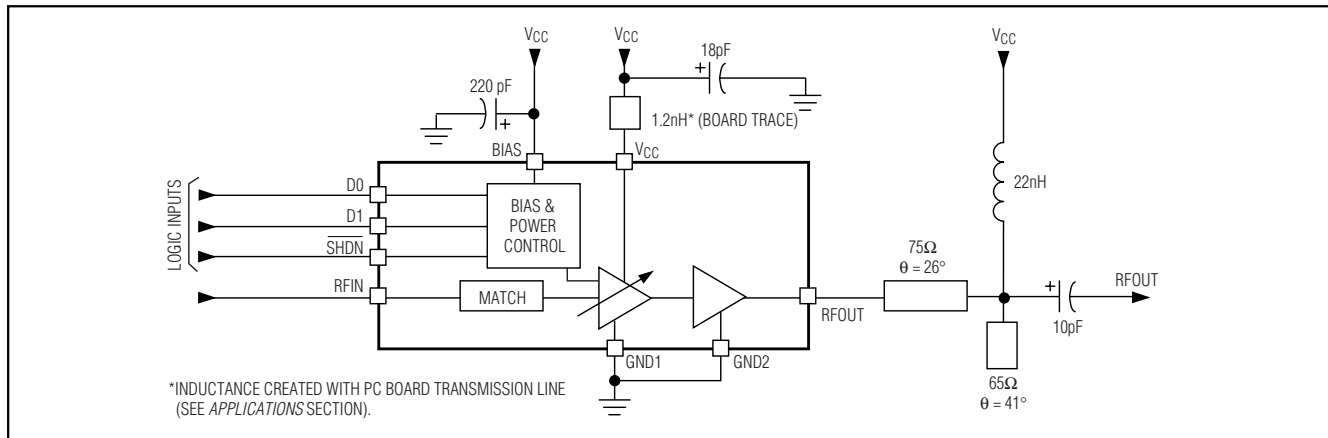 VCC
VCC
18pF
VCC
220 pF
+
+
1.2nH* (BOARD TRACE)
BIAS
VCC
LOGIC INPUTS
D0
D1
SHDN
RFIN
BIAS &
POWER
CONTROL
MATCH
22nH
75Ω
θ = 26°
RFOUT
+
RFOUT
10pF
GND1
GND2
65Ω
θ = 41°
*INDUCTANCE CREATED WITH PC BOARD TRANSMISSION LINE
(SEE APPLICATIONS SECTION).